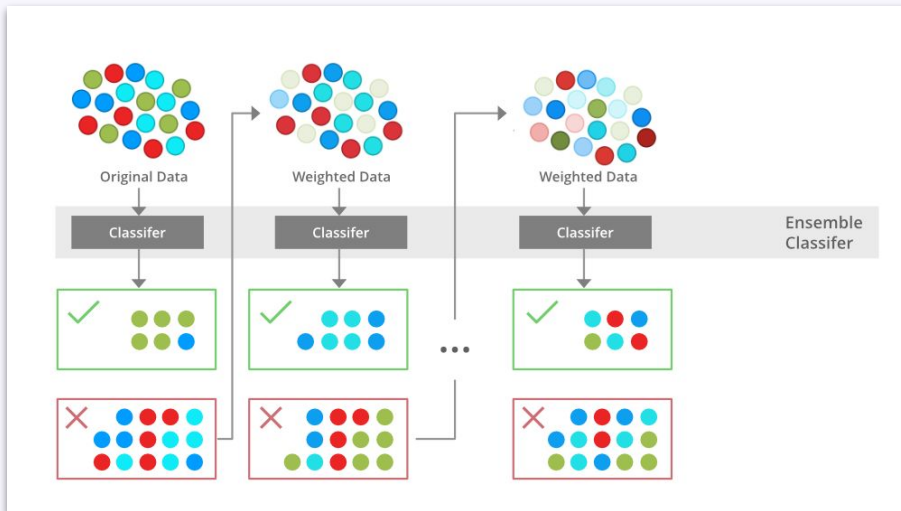 Original Data
Weighted Data
Weighted Data
Classifer
Classifer
Classifer
Ensemble
Classifer
...